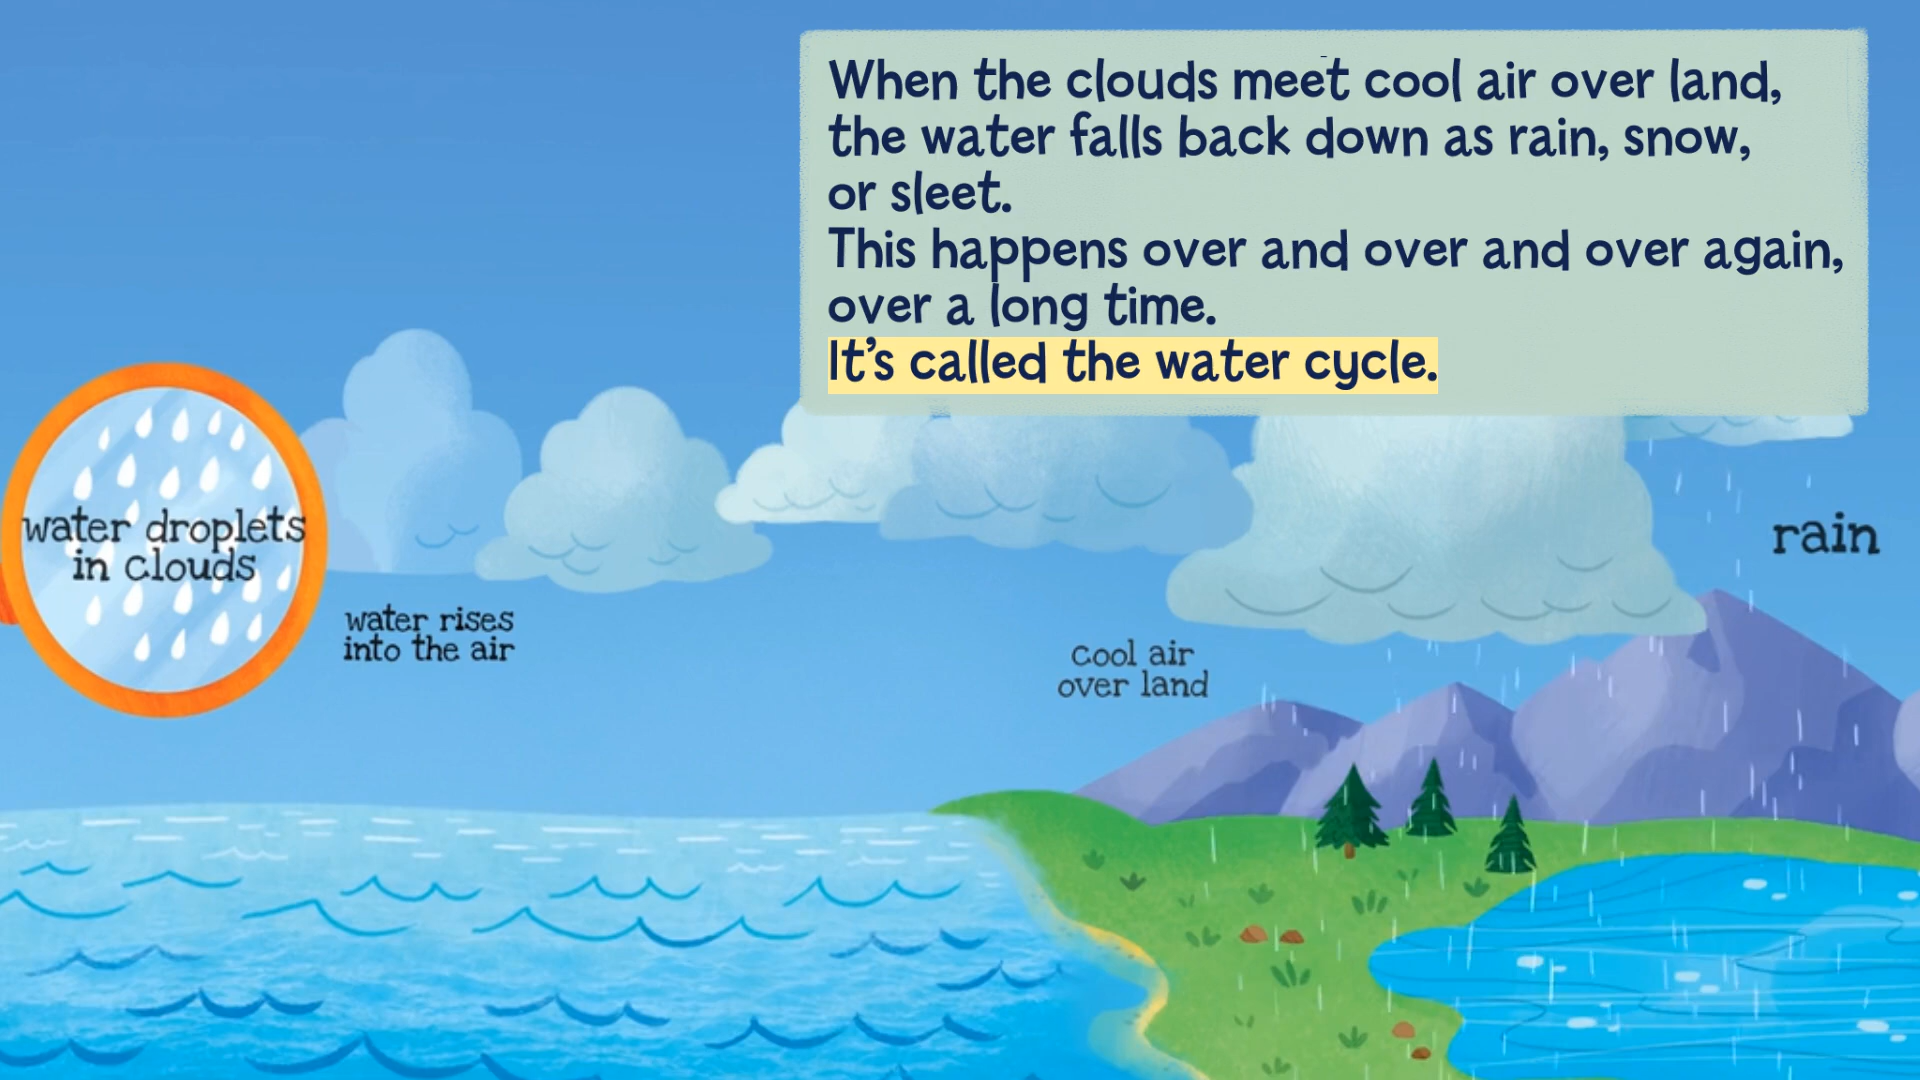 When the clouds meet cool air over land,
the water falls back down as rain, snow,
or sleet.
This happens over and over and over again,
over a long time.
It's called the water cycle.
water droplets
in clouds
water rises
into the air
cool air
over land
rain